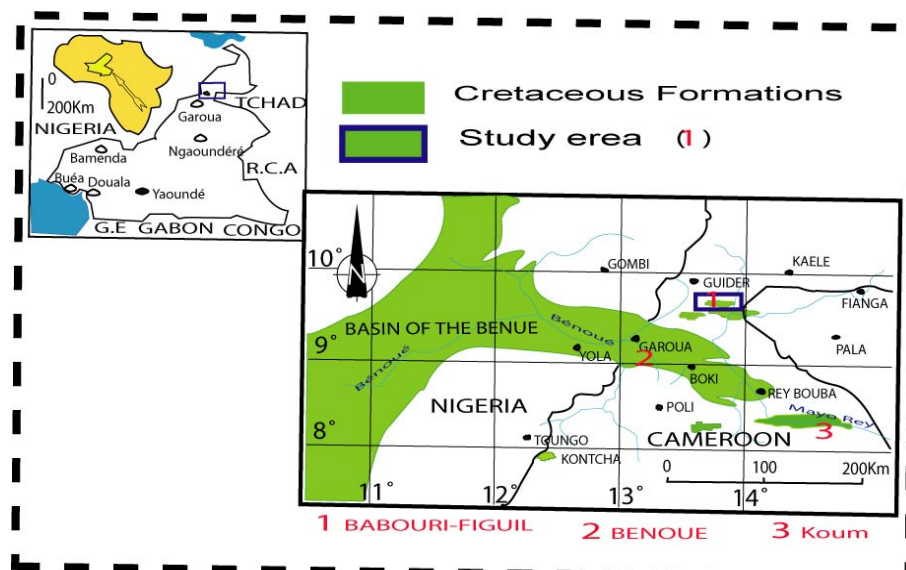 0
200Km
TCHAD
NIGERIA
Garoua
Ngaoundéré
Bamenda
R.C.A
Buéa
Douala
Yaoundé
G.E GABON CONGO
Cretaceous Formations
Study erea (1)
10°
GOMBI
KAELE
GUIDER
N
1
FIANGA
BASIN OF THE BENUE
Bénoué
9°
GAROUA
PALA
YOLA
2
Bénoué
BOKI
REY BOUBA
NIGERIA
POLI
Mayo Rey
8°
TOUNGO
CAMEROON
3
KONTCHA
0 100 200Km
11° 12° 13° 14°
1 BABOURI-FIGUIL 2 BENOUE 3 Koum